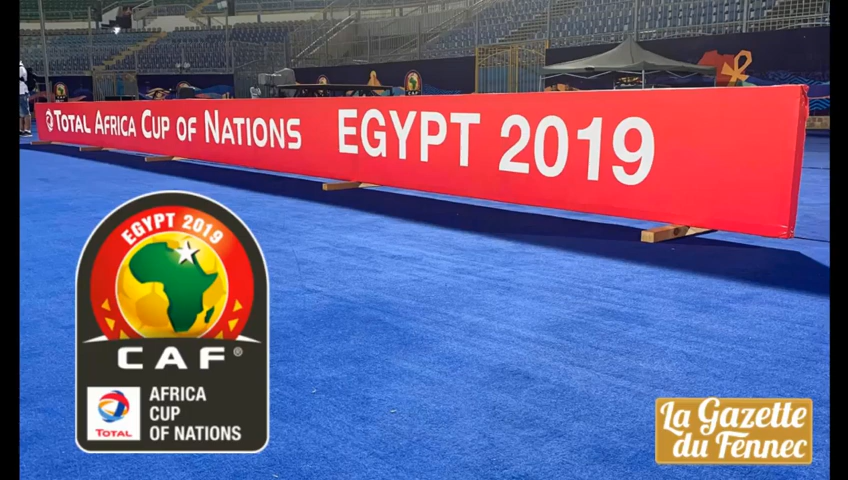 TOTAL AFRICA CUP OF NATIONS EGYPT 2019
EGYPT 2019
CAF®
TOTAL
AFRICA
CUP
OF NATIONS
La Gazette
du Fennec